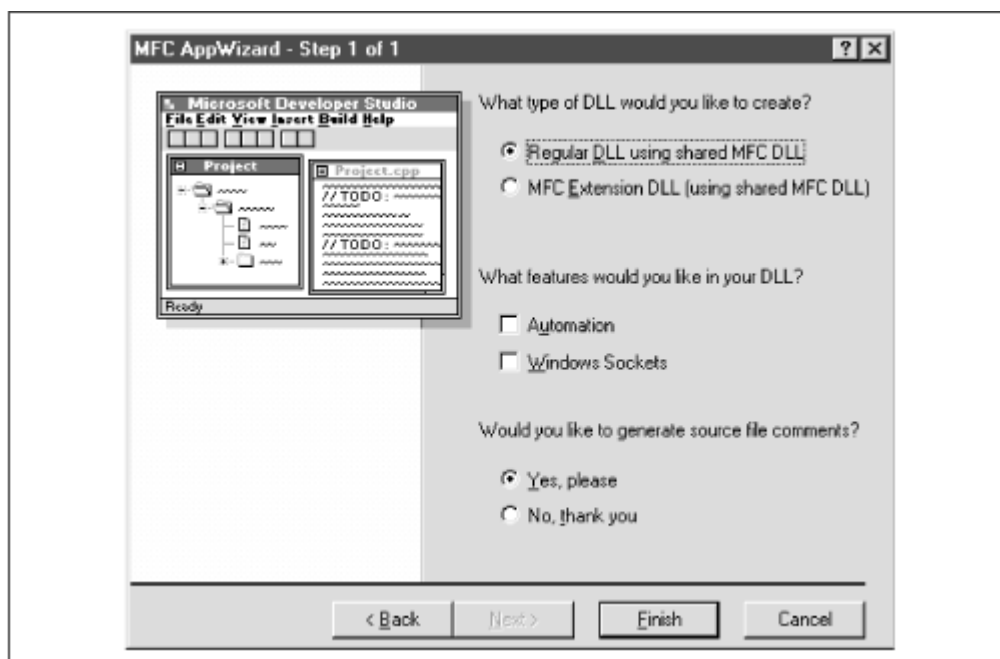 MFC AppWizard - Step 1 of 1
Microsoft Developer Studio
File Edit View Insert Build Help
Project
Project.cpp
//TODO:
//TODO:
Ready
What type of DLL would you like to create?
Regular DLL using shared MFC DLL
MFC Extension DLL (using shared MFC DLL)
What features would you like in your DLL?
Automation
Windows Sockets
Would you like to generate source file comments?
Yes, please
No, thank you
< Back
Next >
Finish
Cancel